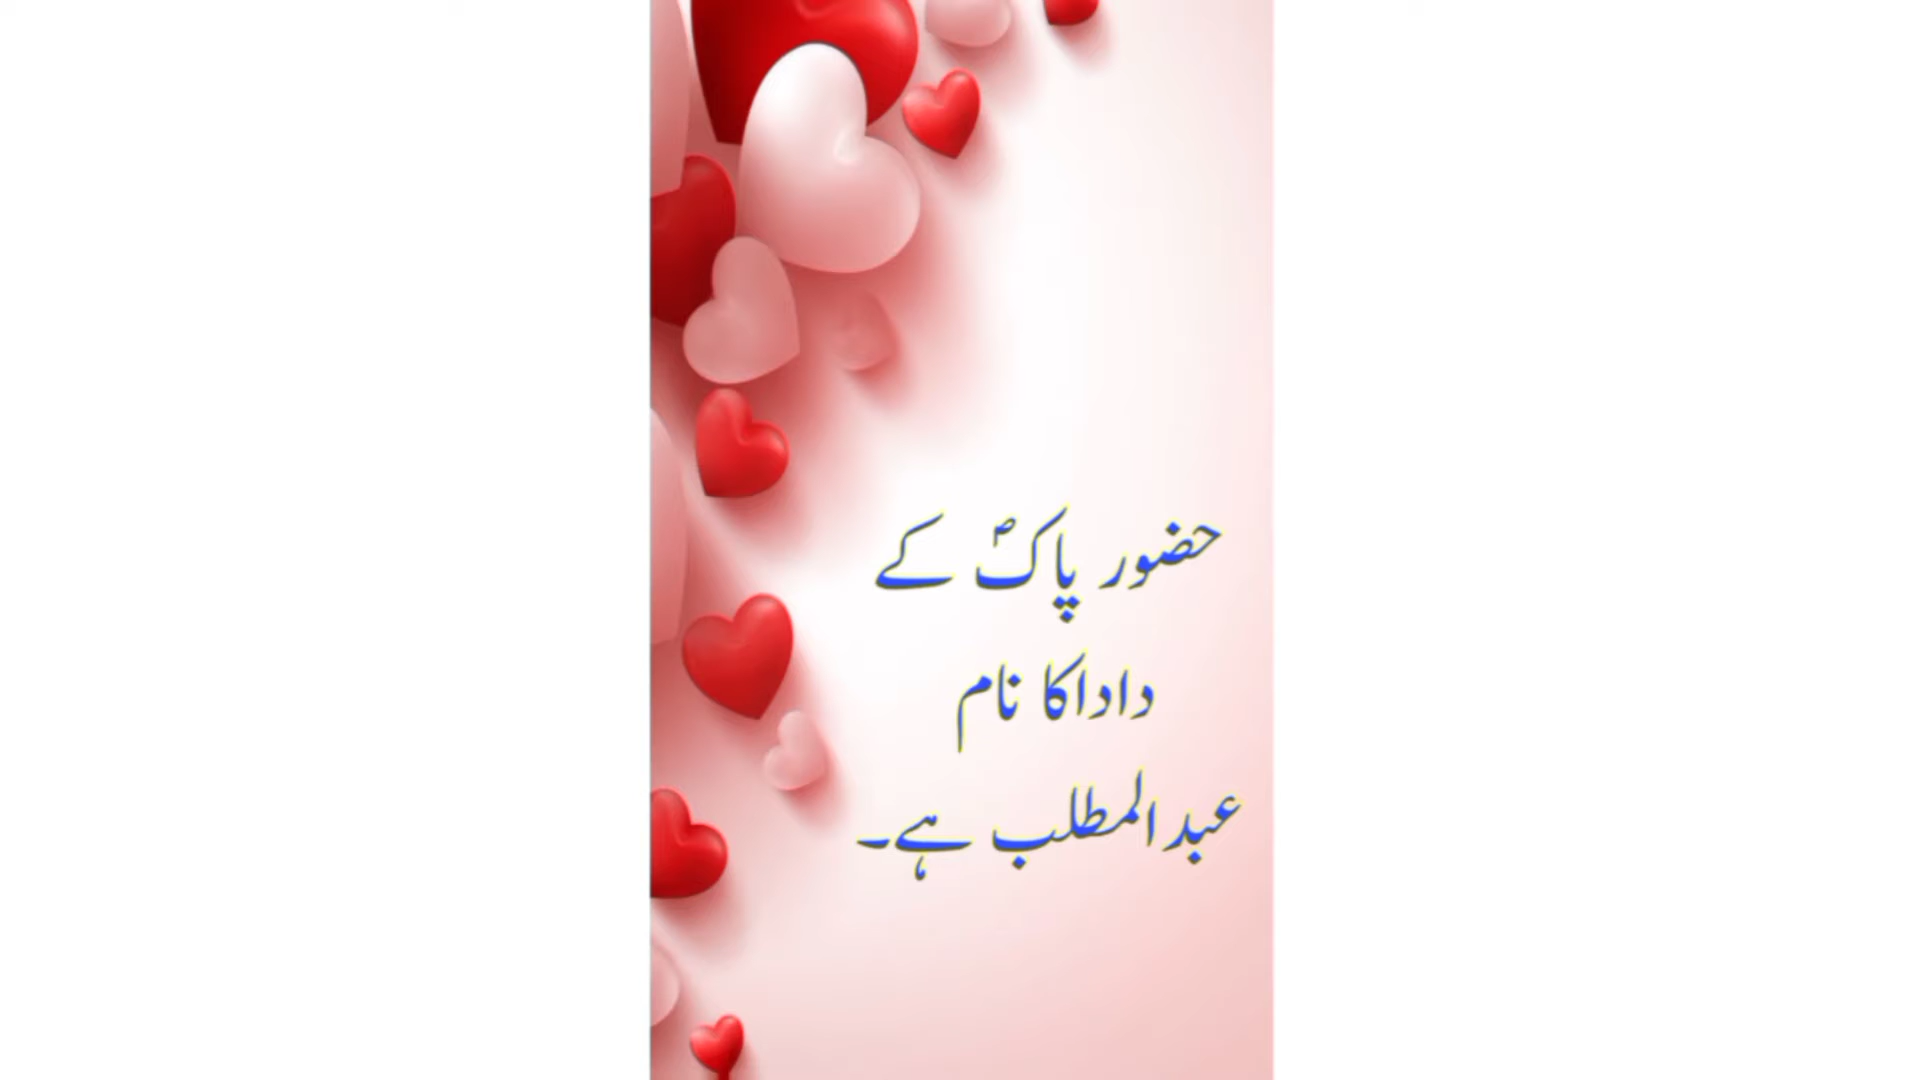 حضور پاکؐ کے
دادا کا نام
عبدالمطلب ہے۔